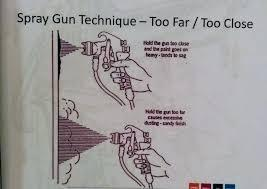 Spray Gun Technique – Too Far / Too Close
Hold the gun too close
and the paint goes on
heavy - tends to sag
Hold the gun too far
causes excessive
dusting - sandy finish